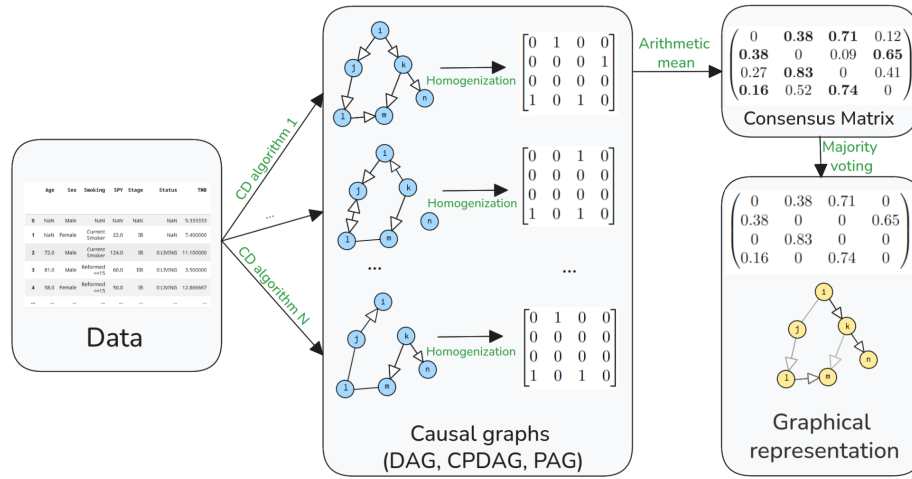 Age Sex Smoking SPY Stage Status TMB
0 NaN Male NaN NaN NaN NaN 5.333333
1 NaN Female Current Smoker 22.0 IB NaN 7.400000
2 72.0 Male Current Smoker 124.0 IB 0:LIVING 11.100000
3 81.0 Male Reformed <=15 60.0 IIB 0:LIVING 3.500000
4 58.0 Female Reformed <=15 50.0 IB 0:LIVING 12.866667
... ... ... ... ... ... ... ...
Data
CD algorithm 1
...
CD algorithm N
i
j
k
n
l
m
Homogenization
0 1 0 0
0 0 0 1
0 0 0 0
1 0 1 0
i
j
k
n
l
m
Homogenization
0 0 1 0
0 0 0 0
0 0 0 0
1 0 1 0
...
...
i
j
k
n
l
m
Homogenization
0 1 0 0
0 0 0 0
0 0 0 0
1 0 1 0
Causal graphs
(DAG, CPDAG, PAG)
Arithmetic
mean
0 0.38 0.71 0.12
0.38 0 0.09 0.65
0.27 0.83 0 0.41
0.16 0.52 0.74 0
Consensus Matrix
Majority
voting
0 0.38 0.71 0
0.38 0 0 0.65
0 0.83 0 0
0.16 0 0.74 0
i
j
k
n
l
m
Graphical
representation